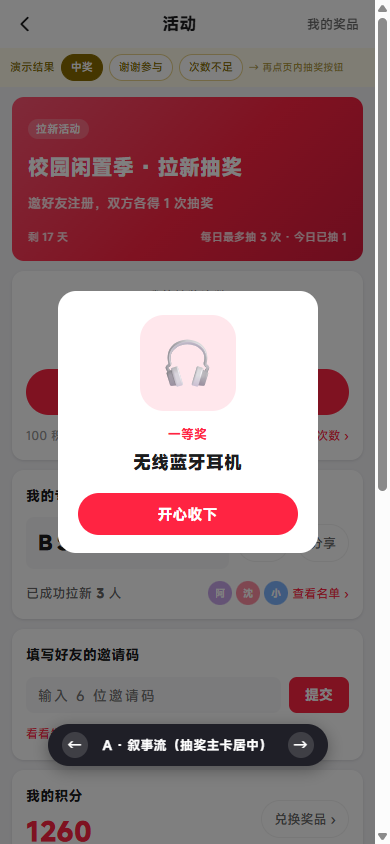 活动
我的奖品
演示结果
中奖
谢谢参与
次数不足
→ 再点页内抽奖按钮
拉新活动
校园闲置季 · 拉新抽奖
邀好友注册，双方各得 1 次抽奖
剩 17 天
每日最多抽 3 次 · 今日已抽 1
一等奖
无线蓝牙耳机
开心收下
100
次数 ›
我的
B
分享
已成功拉新 3 人
阿
沈
小
查看名单 ›
填写好友的邀请码
输入 6 位邀请码
提交
看看
← A · 叙事流（抽奖主卡居中） →
我的积分
1260
兑换奖品 ›